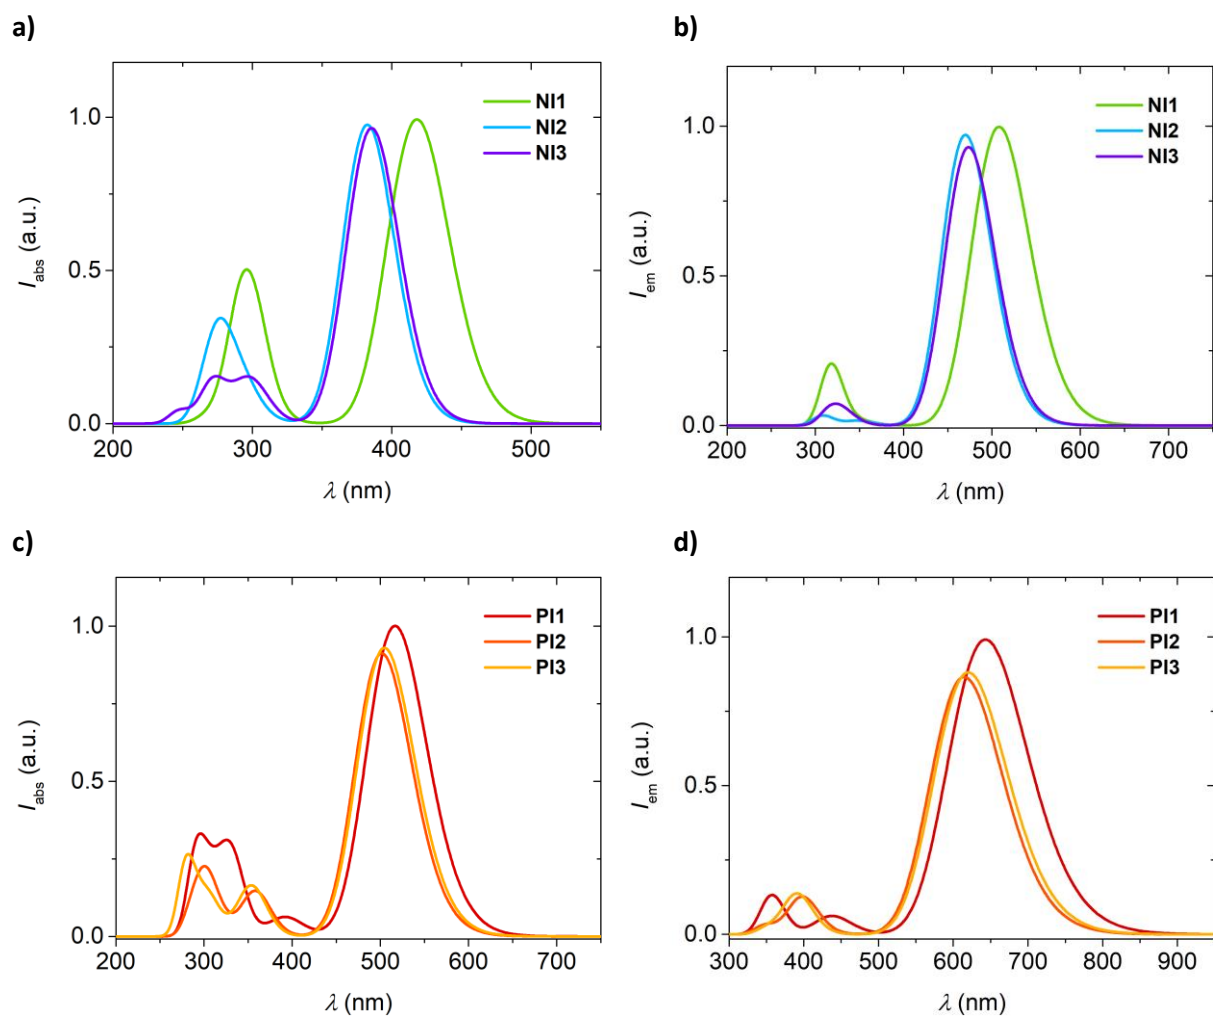 a)
1.0
0.5
0.0
I_abs (a.u.)
200 300 400 500
λ (nm)
NI1
NI2
NI3
b)
1.0
0.5
0.0
I_em (a.u.)
200 300 400 500 600 700
λ (nm)
NI1
NI2
NI3
c)
1.0
0.5
0.0
I_abs (a.u.)
200 300 400 500 600 700
λ (nm)
PI1
PI2
PI3
d)
1.0
0.5
0.0
I_em (a.u.)
300 400 500 600 700 800 900
λ (nm)
PI1
PI2
PI3